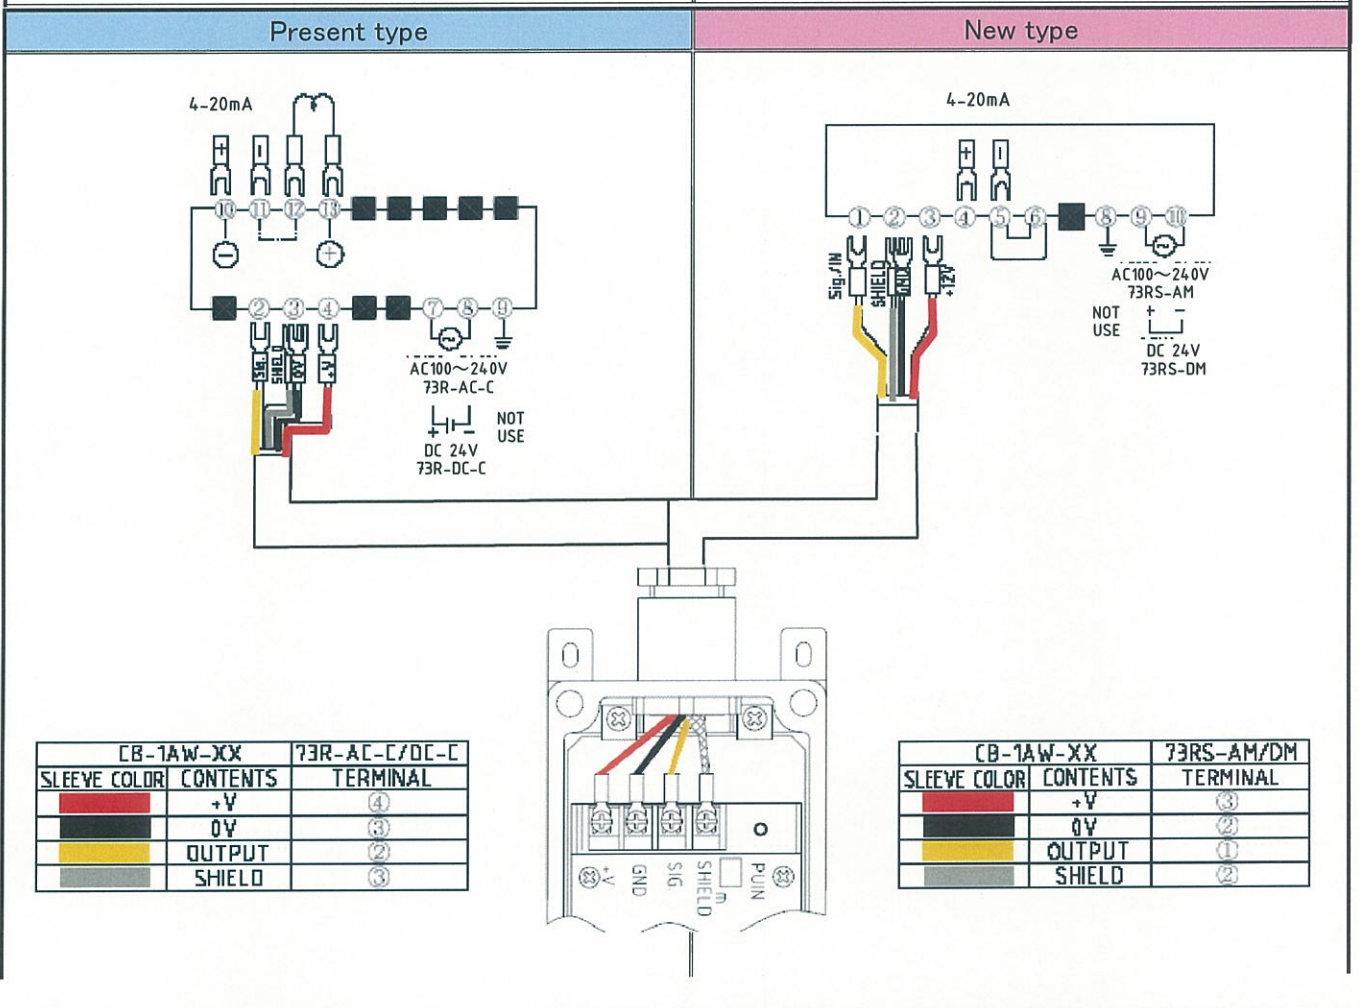 Present type
New type
4-20mA
+ -
⑩ ⑪ ⑫ ⑬
- +
② ③ ④ ⑦ ⑧ ⑨
SIG. SHIELD 0V +V
AC100~240V
73R-AC-C
+ -
NOT
USE
DC 24V
73R-DC-C
4-20mA
+ -
① ② ③ ④ ⑤ ⑥ ⑧ ⑨ ⑩
Sig./IN SHIELD GND +12V
AC100~240V
73RS-AM
NOT
USE
+ -
DC 24V
73RS-DM
+V GND SIG SHIELD E PUIN
CB-1AW-XX 73R-AC-C/DC-C
SLEEVE COLOR CONTENTS TERMINAL
+V ④
0V ③
OUTPUT ②
SHIELD ③
CB-1AW-XX 73RS-AM/DM
SLEEVE COLOR CONTENTS TERMINAL
+V ③
0V ②
OUTPUT ①
SHIELD ②